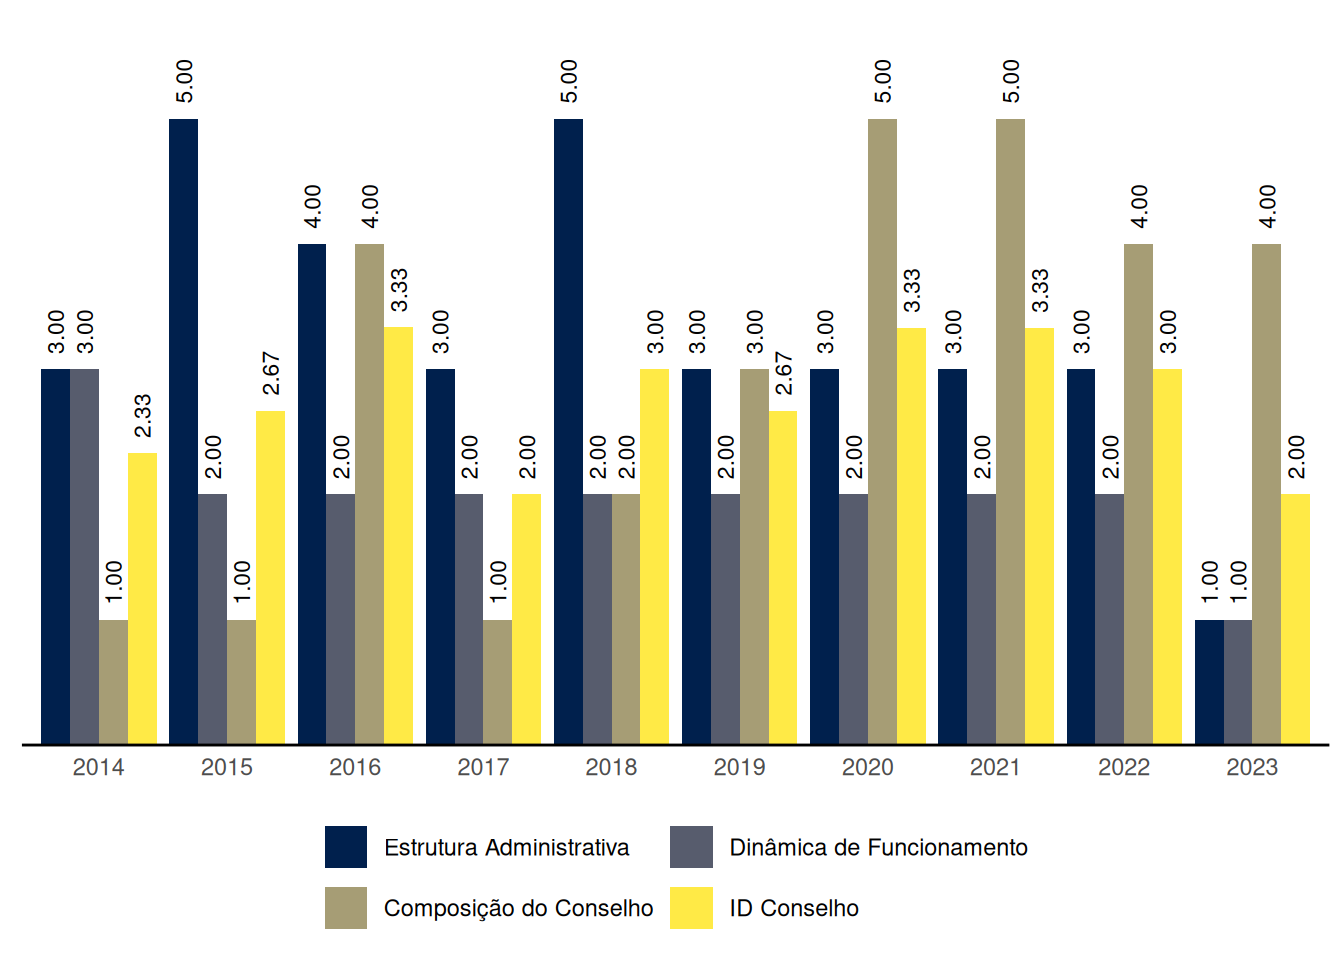 3.00 3.00 1.00 2.33
5.00 2.00 1.00 2.67
4.00 2.00 4.00 3.33
3.00 2.00 1.00 2.00
5.00 2.00 2.00 3.00
3.00 2.00 3.00 2.67
3.00 2.00 5.00 3.33
3.00 2.00 5.00 3.33
3.00 2.00 4.00 3.00
1.00 1.00 4.00 2.00
2014 2015 2016 2017 2018 2019 2020 2021 2022 2023
Estrutura Administrativa Dinâmica de Funcionamento
Composição do Conselho ID Conselho